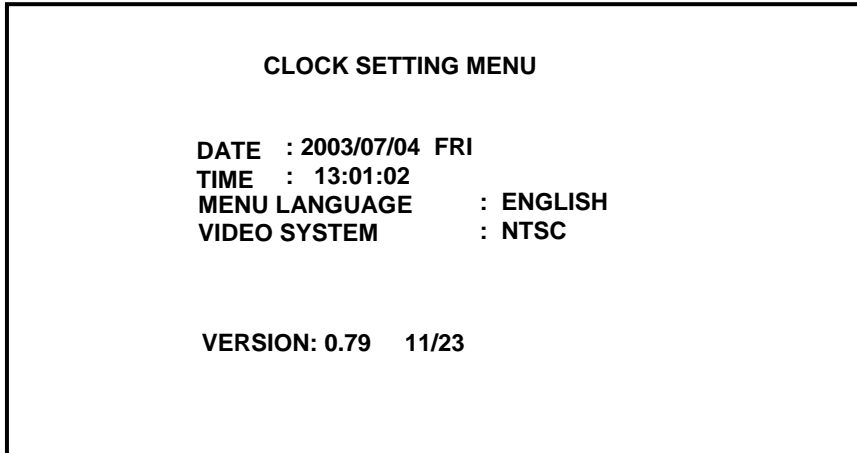 CLOCK SETTING MENU
DATE : 2003/07/04 FRI
TIME : 13:01:02
MENU LANGUAGE : ENGLISH
VIDEO SYSTEM : NTSC
VERSION: 0.79 11/23